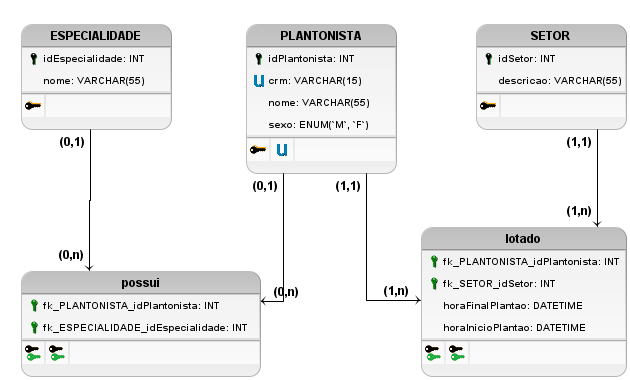 ESPECIALIDADE
idEspecialidade: INT
nome: VARCHAR(55)
PLANTONISTA
idPlantonista: INT
U crm: VARCHAR(15)
nome: VARCHAR(55)
sexo: ENUM(`M`, `F`)
U
SETOR
idSetor: INT
descricao: VARCHAR(55)
(0,1)
(0,n)
(0,1)
(0,n)
(1,1)
(1,n)
(1,1)
(1,n)
possui
fk_PLANTONISTA_idPlantonista: INT
fk_ESPECIALIDADE_idEspecialidade: INT
lotado
fk_PLANTONISTA_idPlantonista: INT
fk_SETOR_idSetor: INT
horaFinalPlantao: DATETIME
horaInicioPlantao: DATETIME